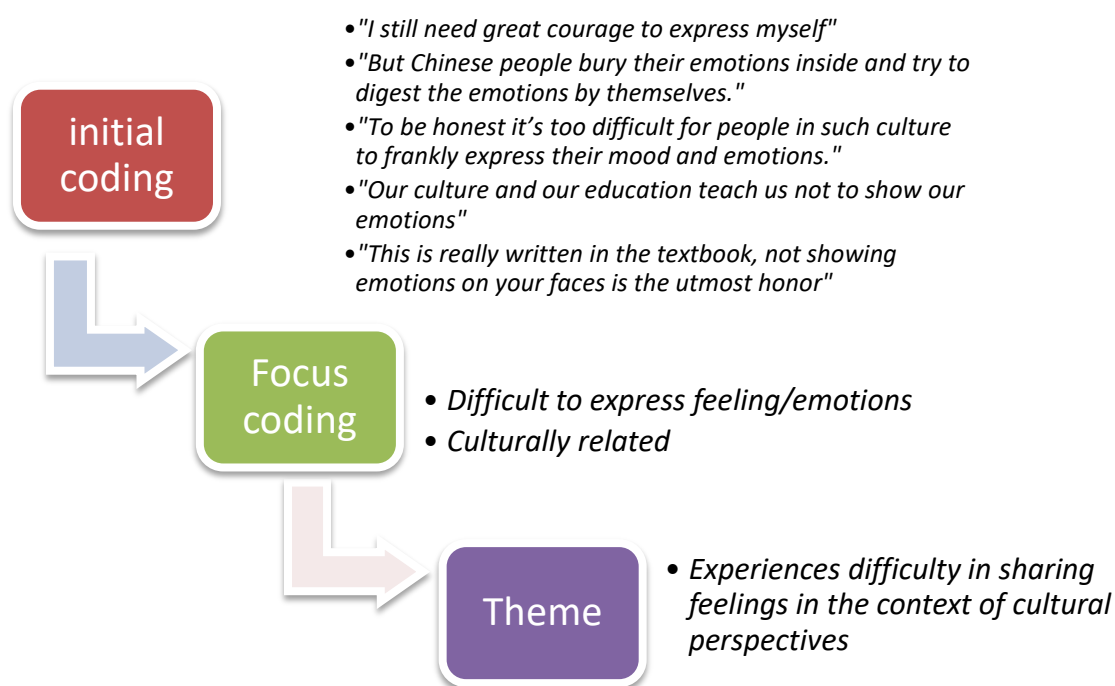 •"I still need great courage to express myself"
•"But Chinese people bury their emotions inside and try to
digest the emotions by themselves."
•"To be honest it’s too difficult for people in such culture
to frankly express their mood and emotions."
•"Our culture and our education teach us not to show our
emotions"
•"This is really written in the textbook, not showing
emotions on your faces is the utmost honor"
initial
coding
Focus
coding
• Difficult to express feeling/emotions
• Culturally related
Theme
• Experiences difficulty in sharing
feelings in the context of cultural
perspectives